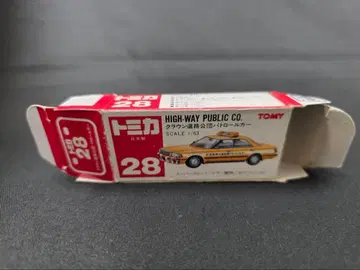 トミカ
28
トミカ
日本製
28
HIGH-WAY PUBLIC CO.
クラウン道路公団パトロールカー
SCALE 1/63
TOMY